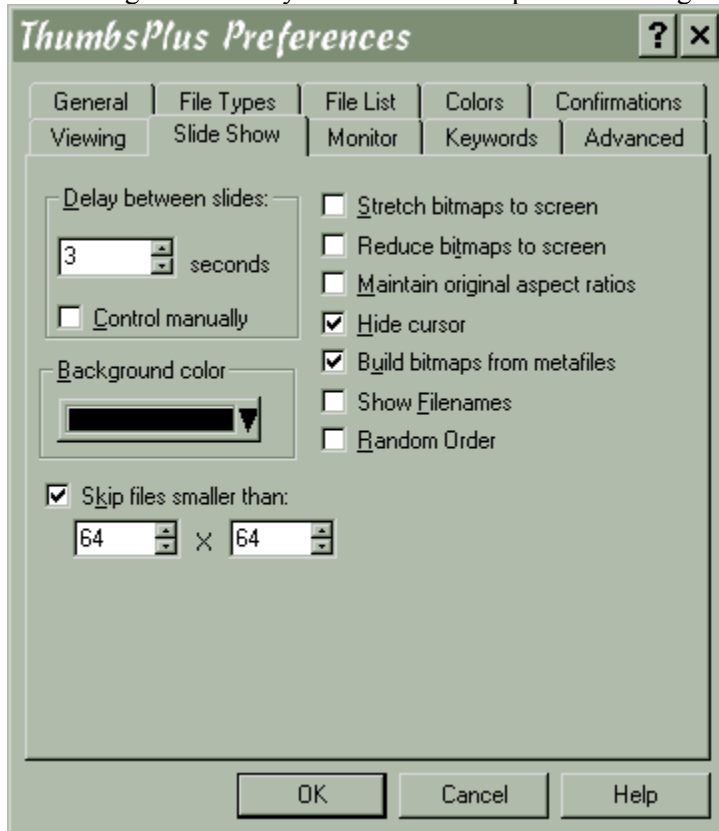 ThumbsPlus Preferences
General File Types File List Colors Confirmations
Viewing Slide Show Monitor Keywords Advanced
Delay between slides:
3 seconds
Control manually
Background color
Skip files smaller than:
64 X 64
Stretch bitmaps to screen
Reduce bitmaps to screen
Maintain original aspect ratios
Hide cursor
Build bitmaps from metafiles
Show Filenames
Random Order
OK Cancel Help